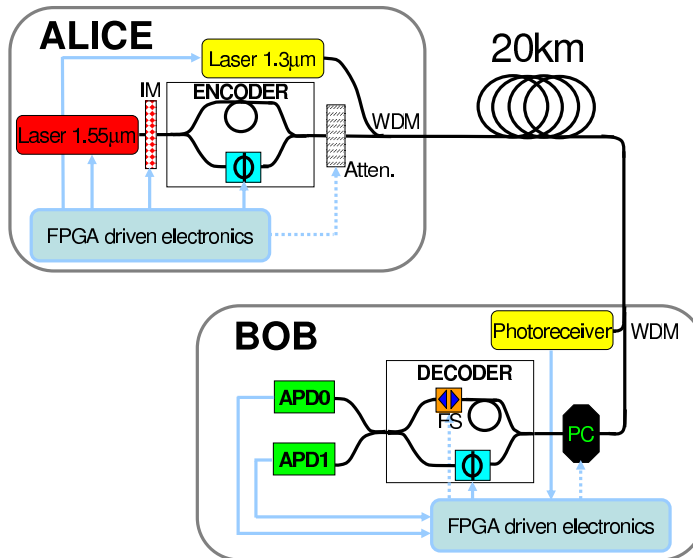 ALICE
Laser 1.3μm
20km
IM
ENCODER
WDM
Laser 1.55μm
Φ
Atten.
FPGA driven electronics
BOB
Photoreceiver
WDM
DECODER
APD0
FS
PC
APD1
Φ
FPGA driven electronics